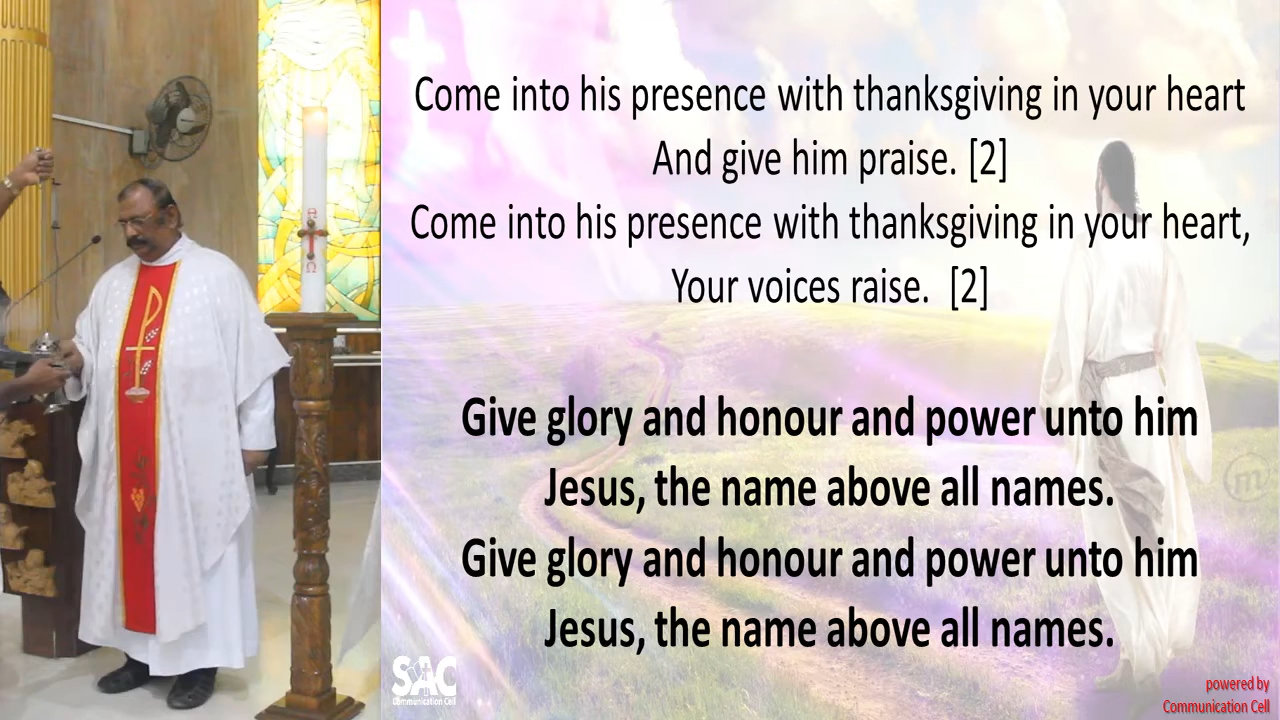 Come into his presence with thanksgiving in your heart
And give him praise. [2]
Come into his presence with thanksgiving in your heart,
Your voices raise. [2]
Give glory and honour and power unto him
Jesus, the name above all names.
Give glory and honour and power unto him
Jesus, the name above all names.
SAC
Communication Cell
powered by
Communication Cell